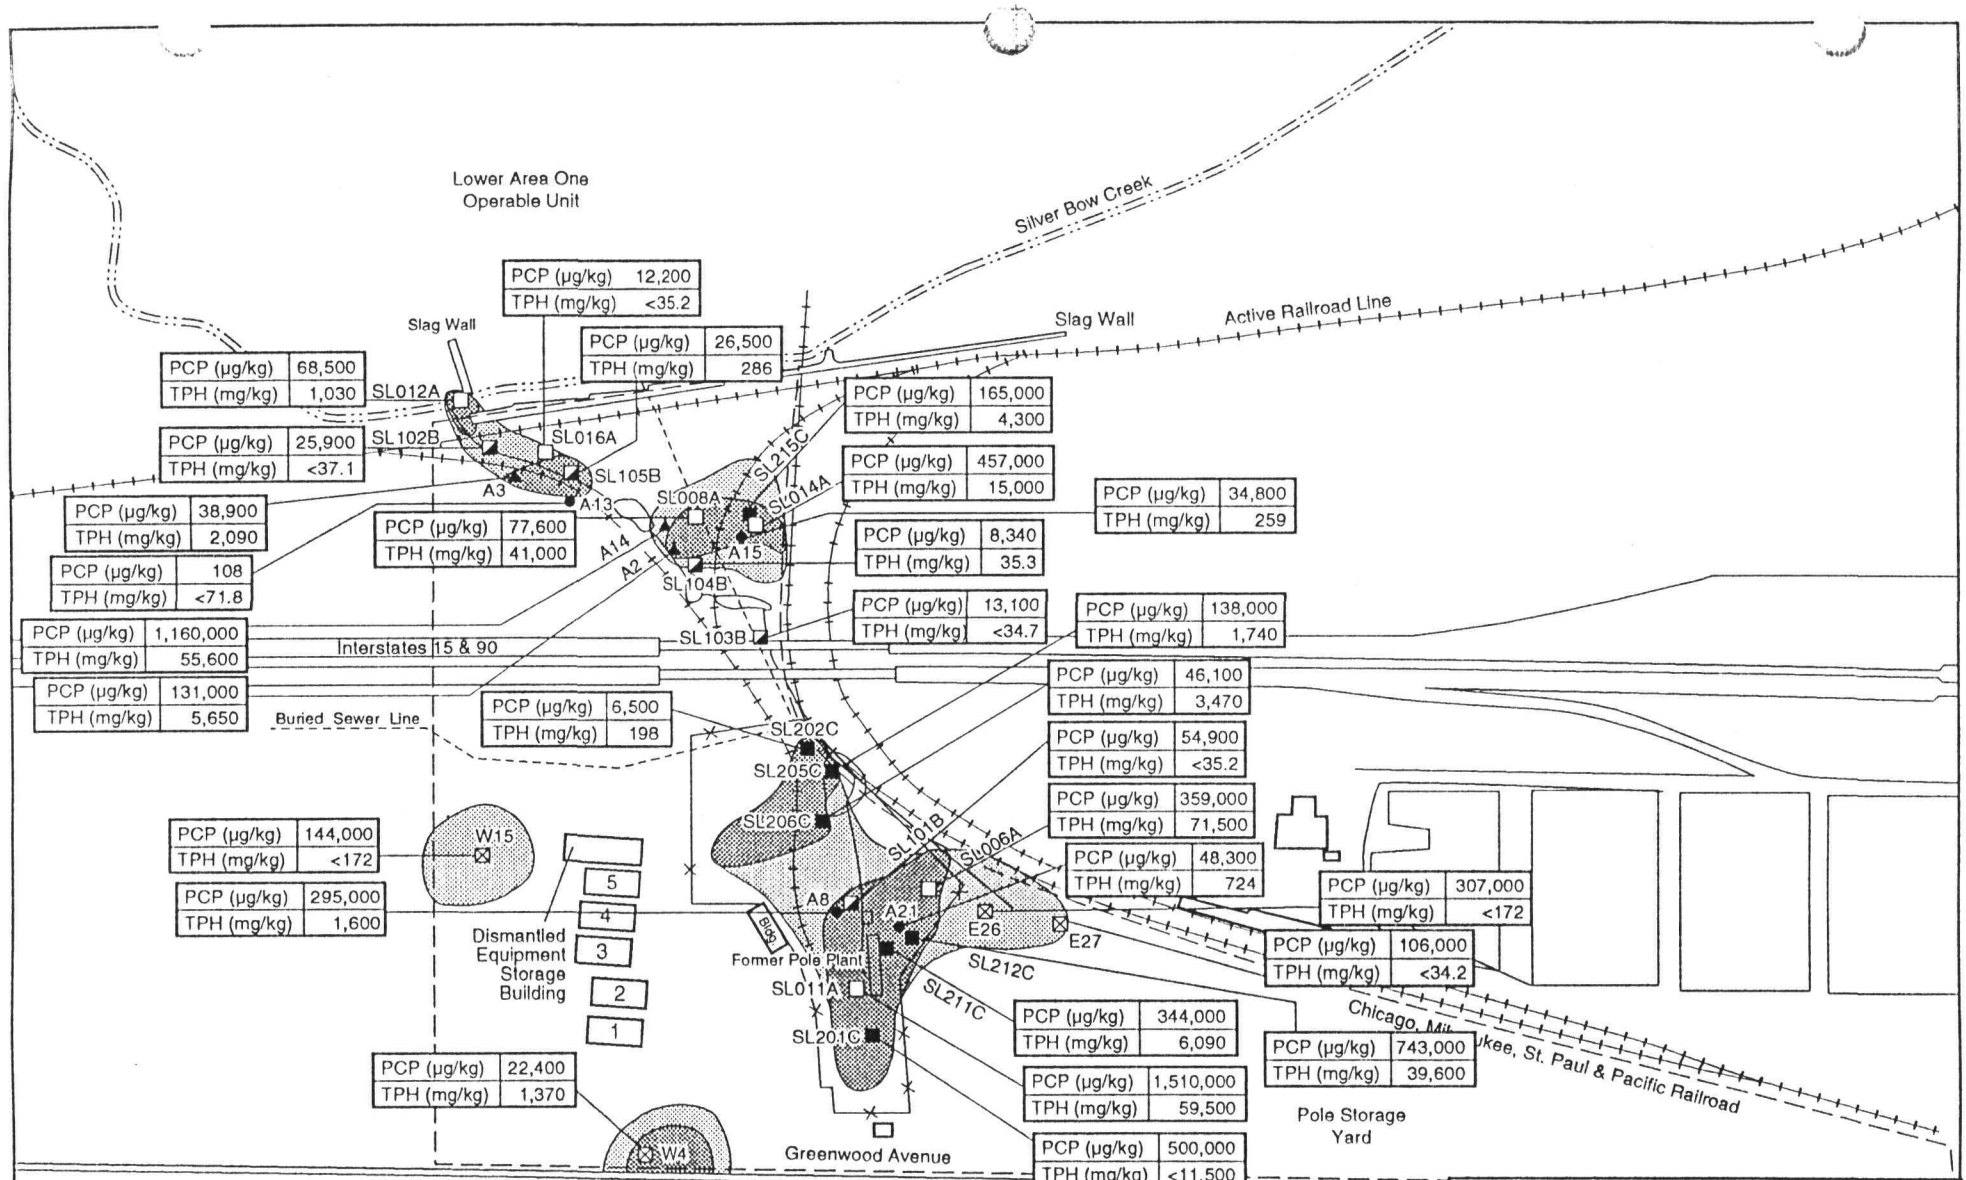 Lower Area One
Operable Unit
Silver Bow Creek
PCP (µg/kg) 12,200
TPH (mg/kg) <35.2
Slag Wall
PCP (µg/kg) 26,500
TPH (mg/kg) 286
Slag Wall
Active Railroad Line
PCP (µg/kg) 68,500
TPH (mg/kg) 1,030
SL012A
PCP (µg/kg) 165,000
TPH (mg/kg) 4,300
PCP (µg/kg) 25,900
TPH (mg/kg) <37.1
SL102B
SL016A
SL105B
SL215C
SL014A
PCP (µg/kg) 457,000
TPH (mg/kg) 15,000
A3
A13
SL008A
PCP (µg/kg) 34,800
TPH (mg/kg) 259
PCP (µg/kg) 38,900
TPH (mg/kg) 2,090
PCP (µg/kg) 77,600
TPH (mg/kg) 41,000
A14
A2
A15
PCP (µg/kg) 8,340
TPH (mg/kg) 35.3
PCP (µg/kg) 108
TPH (mg/kg) <71.8
SL104B
PCP (µg/kg) 13,100
TPH (mg/kg) <34.7
PCP (µg/kg) 138,000
TPH (mg/kg) 1,740
PCP (µg/kg) 1,160,000
TPH (mg/kg) 55,600
Interstates 15 & 90
SL103B
PCP (µg/kg) 131,000
TPH (mg/kg) 5,650
PCP (µg/kg) 46,100
TPH (mg/kg) 3,470
Buried Sewer Line
PCP (µg/kg) 6,500
TPH (mg/kg) 198
SL202C
PCP (µg/kg) 54,900
TPH (mg/kg) <35.2
SL205C
PCP (µg/kg) 359,000
TPH (mg/kg) 71,500
SL206C
SL101B
SL006A
PCP (µg/kg) 144,000
TPH (mg/kg) <172
W15
PCP (µg/kg) 48,300
TPH (mg/kg) 724
5
4
3
2
1
PCP (µg/kg) 295,000
TPH (mg/kg) 1,600
A8
A21
E26
E27
PCP (µg/kg) 307,000
TPH (mg/kg) <172
Dismantled
Equipment
Storage
Building
Bldg.
Former Pole Plant
PCP (µg/kg) 106,000
TPH (mg/kg) <34.2
SL212C
SL211C
SL011A
SL201C
PCP (µg/kg) 344,000
TPH (mg/kg) 6,090
Chicago, Mil ukee, St. Paul & Pacific Railroad
PCP (µg/kg) 743,000
TPH (mg/kg) 39,600
PCP (µg/kg) 22,400
TPH (mg/kg) 1,370
PCP (µg/kg) 1,510,000
TPH (mg/kg) 59,500
Pole Storage
Yard
W4
Greenwood Avenue
PCP (µg/kg) 500,000
TPH (mg/kg) <11,500